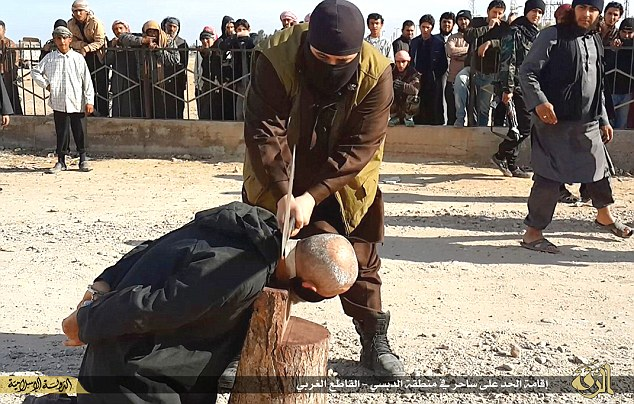 إقامة الحد على ساحر في منطقة الدبسي - القاطع الغربي
الدولة الإسلامية